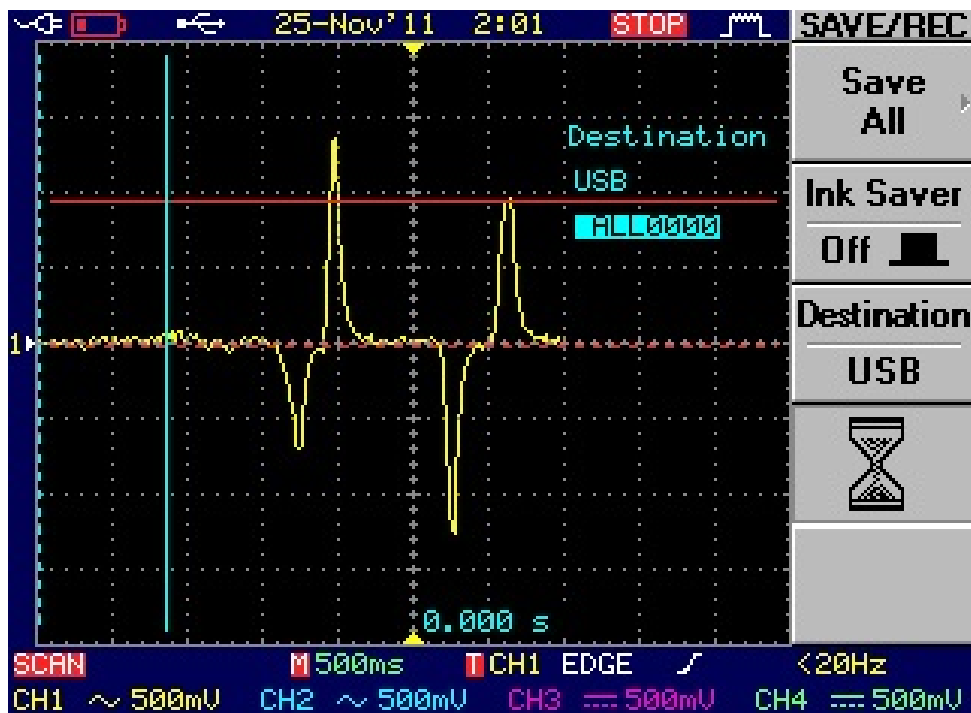 25-Nov'11 2:01 STOP
SAVE/REC
Save
All
Ink Saver
Off
Destination
USB
Destination
USB
ALL0000
1
0.000 s
SCAN M 500ms T CH1 EDGE <20Hz
CH1 500mV CH2 500mV CH3 500mV CH4 500mV